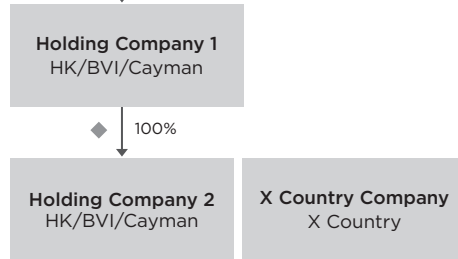 Holding Company 1
HK/BVI/Cayman
100%
Holding Company 2
HK/BVI/Cayman
X Country Company
X Country